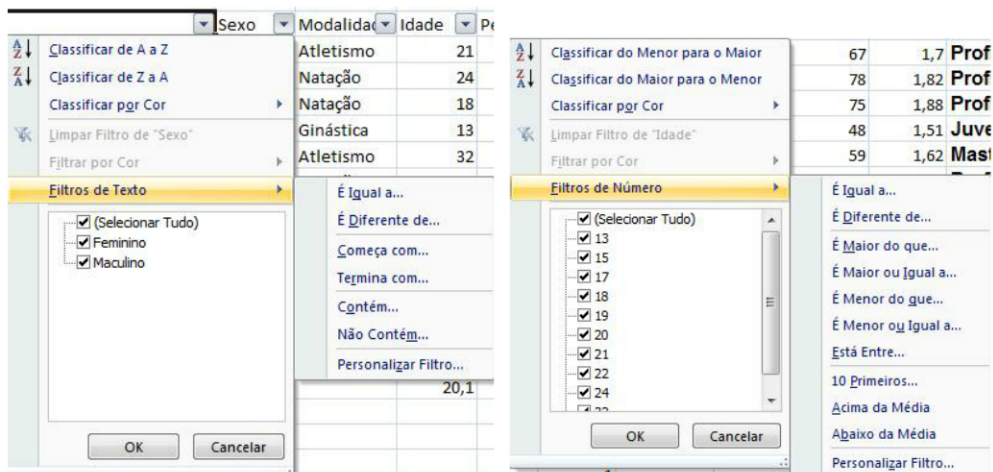 Sexo Modalidad Idade Pe
Classificar de A a Z
Classificar de Z a A
Classificar por Cor
Limpar Filtro de "Sexo"
Filtrar por Cor
Filtros de Texto
(Selecionar Tudo)
Feminino
Maculino
OK Cancelar
Atletismo 21
Natação 24
Natação 18
Ginástica 13
Atletismo 32
É Igual a...
É Diferente de...
Começa com...
Termina com...
Contém...
Não Contém...
Personalizar Filtro...
20,1
Classificar do Menor para o Maior
Classificar do Maior para o Menor
Classificar por Cor
Limpar Filtro de "Idade"
Filtrar por Cor
Filtros de Número
(Selecionar Tudo)
13
15
17
18
19
20
21
22
24
OK Cancelar
67 1,7 Prof
78 1,82 Prof
75 1,88 Prof
48 1,51 Juve
59 1,62 Mast
É Igual a...
É Diferente de...
É Maior do que...
É Maior ou Igual a...
É Menor do que...
É Menor ou Igual a...
Está Entre...
10 Primeiros...
Acima da Média
Abaixo da Média
Personalizar Filtro...